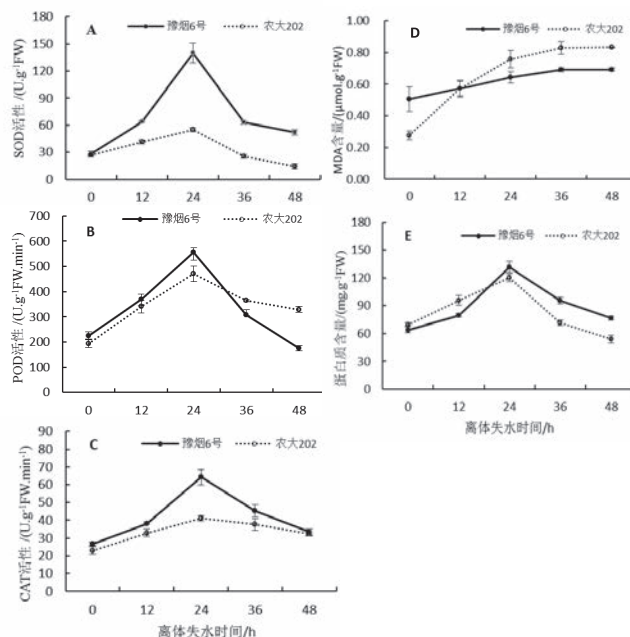 A
豫烟6号 农大202
SOD活性 /(U.g⁻¹FW)
180
150
120
90
60
30
0
0 12 24 36 48
B
豫烟6号 农大202
POD活性 /(U.g⁻¹FW.min⁻¹)
700
600
500
400
300
200
100
0
0 12 24 36 48
C
豫烟6号 农大202
CAT活性 /(U.g⁻¹FW.min⁻¹)
90
80
70
60
50
40
30
20
10
0
0 12 24 36 48
离体失水时间/h
D
豫烟6号 农大202
MDA含量/(μmol.g⁻¹FW)
1.00
0.80
0.60
0.40
0.20
0.00
0 12 24 36 48
E
豫烟6号 农大202
蛋白质含量/(mg.g⁻¹FW)
180
150
120
90
60
30
0
0 12 24 36 48
离体失水时间/h